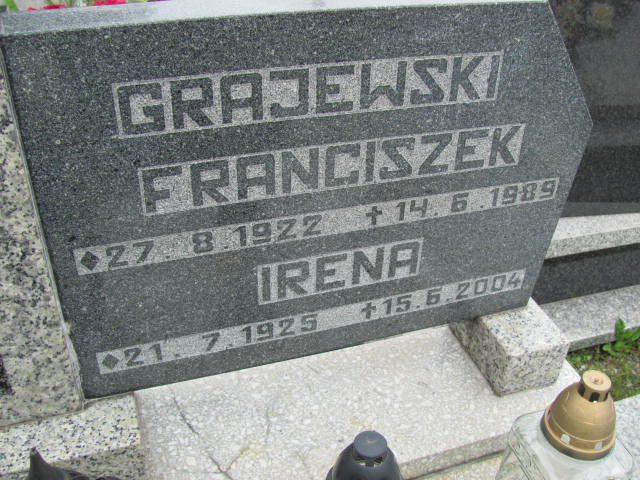 GRAJEWSKI
FRANCISZEK
♦27. 8.1922 †14. 6.1989
IRENA
♦21. 7.1925 †15.6.2004